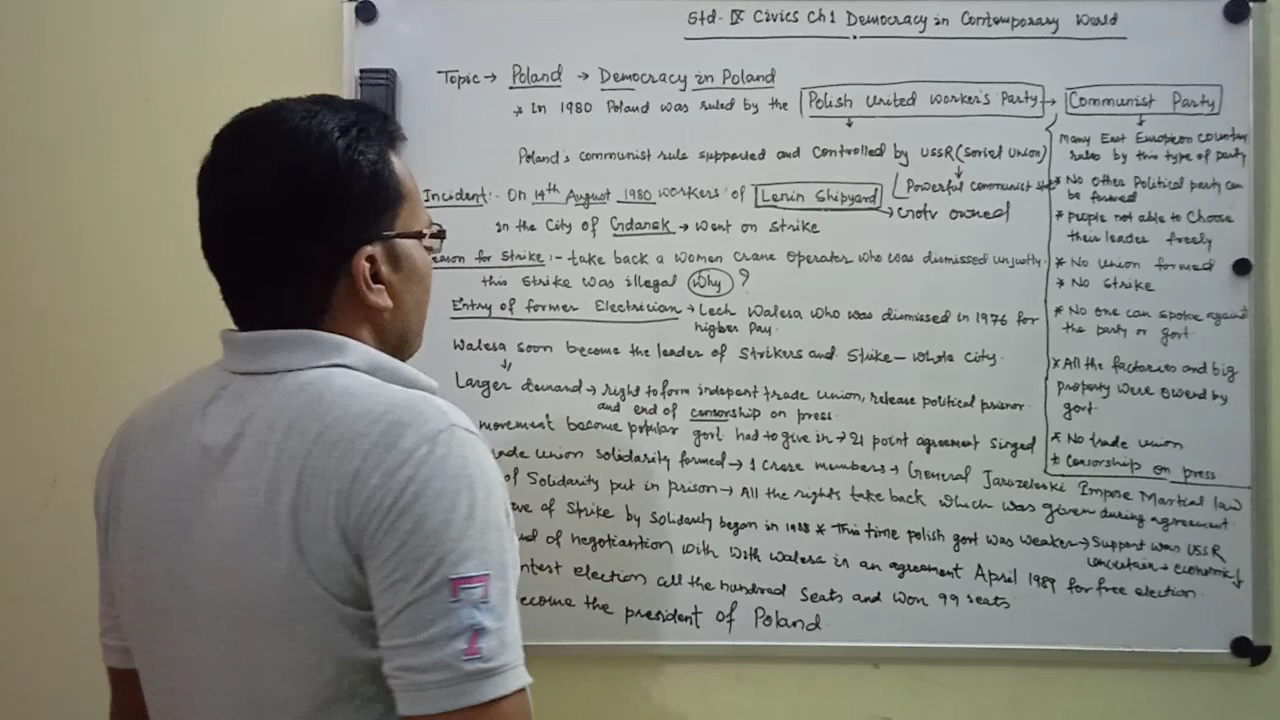 Std- IX Civics Ch1 Democracy in Contemporary World
Topic → Poland → Democracy in Poland
* In 1980 Poland was ruled by the Polish United Worker's Party → Communist Party
Poland's communist rule supported and controlled by USSR (Soviet Union)
Powerful communist
Incident:- On 14th August 1980 workers of Lenin Shipyard
→ Govt owned
in the City of Gdansk → went on strike
eason for Strike :- take back a women crane operator who was dismissed unjustly.
this strike was illegal Why ?
Entry of former Electrician → Lech Walesa who was dismissed in 1976 for
higher Pay.
Walesa soon become the leader of strikers and strike – whole city.
Larger demand → right to form indepent trade union, release political prisnor
and end of censorship on press.
movement become popular govt had to give in → 21 point agreement singed
ade union solidarity formed → 1 crore members → General Jaruzelski Impose Martial law
of Solidarity put in prison → All the rights take back which was given during agreement
ve of Strike by Solidarity began in 1988 * This time polish govt was weaker → Support was USSR
uncertain + economic
nd of negotiantion with with walesa in an agreement April 1989 for free election.
ntest election all the hundred seats and won 99 seats
ecome the president of Poland.
Many East European countr
rules by this type of party
* No other Political party can
be formed
* people not able to choose
their leader freely
* No union formed
* No strike
* No one can spoke against
the party or govt.
* All the factories and big
property were owend by
govt.
* No trade union
* Censorship on press